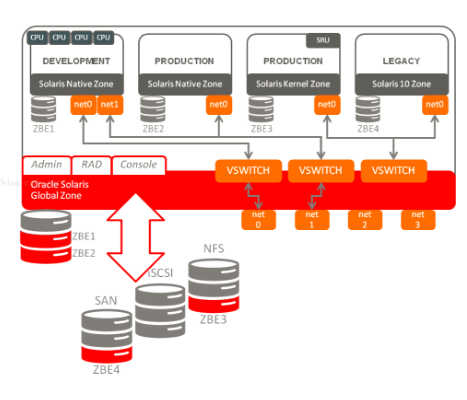 CPU CPU CPU CPU
SRU
DEVELOPMENT
PRODUCTION
PRODUCTION
LEGACY
Solaris Native Zone
Solaris Native Zone
Solaris Kernel Zone
Solaris 10 Zone
net0 net1
net0
net0
net0
ZBE1
ZBE2
ZBE3
ZBE4
Admin RAD Console
VSWITCH
VSWITCH
VSWITCH
Oracle Solaris
Global Zone
net
0
net
1
net
2
net
3
ZBE1
ZBE2
NFS
ISCSI
SAN
ZBE3
ZBE4